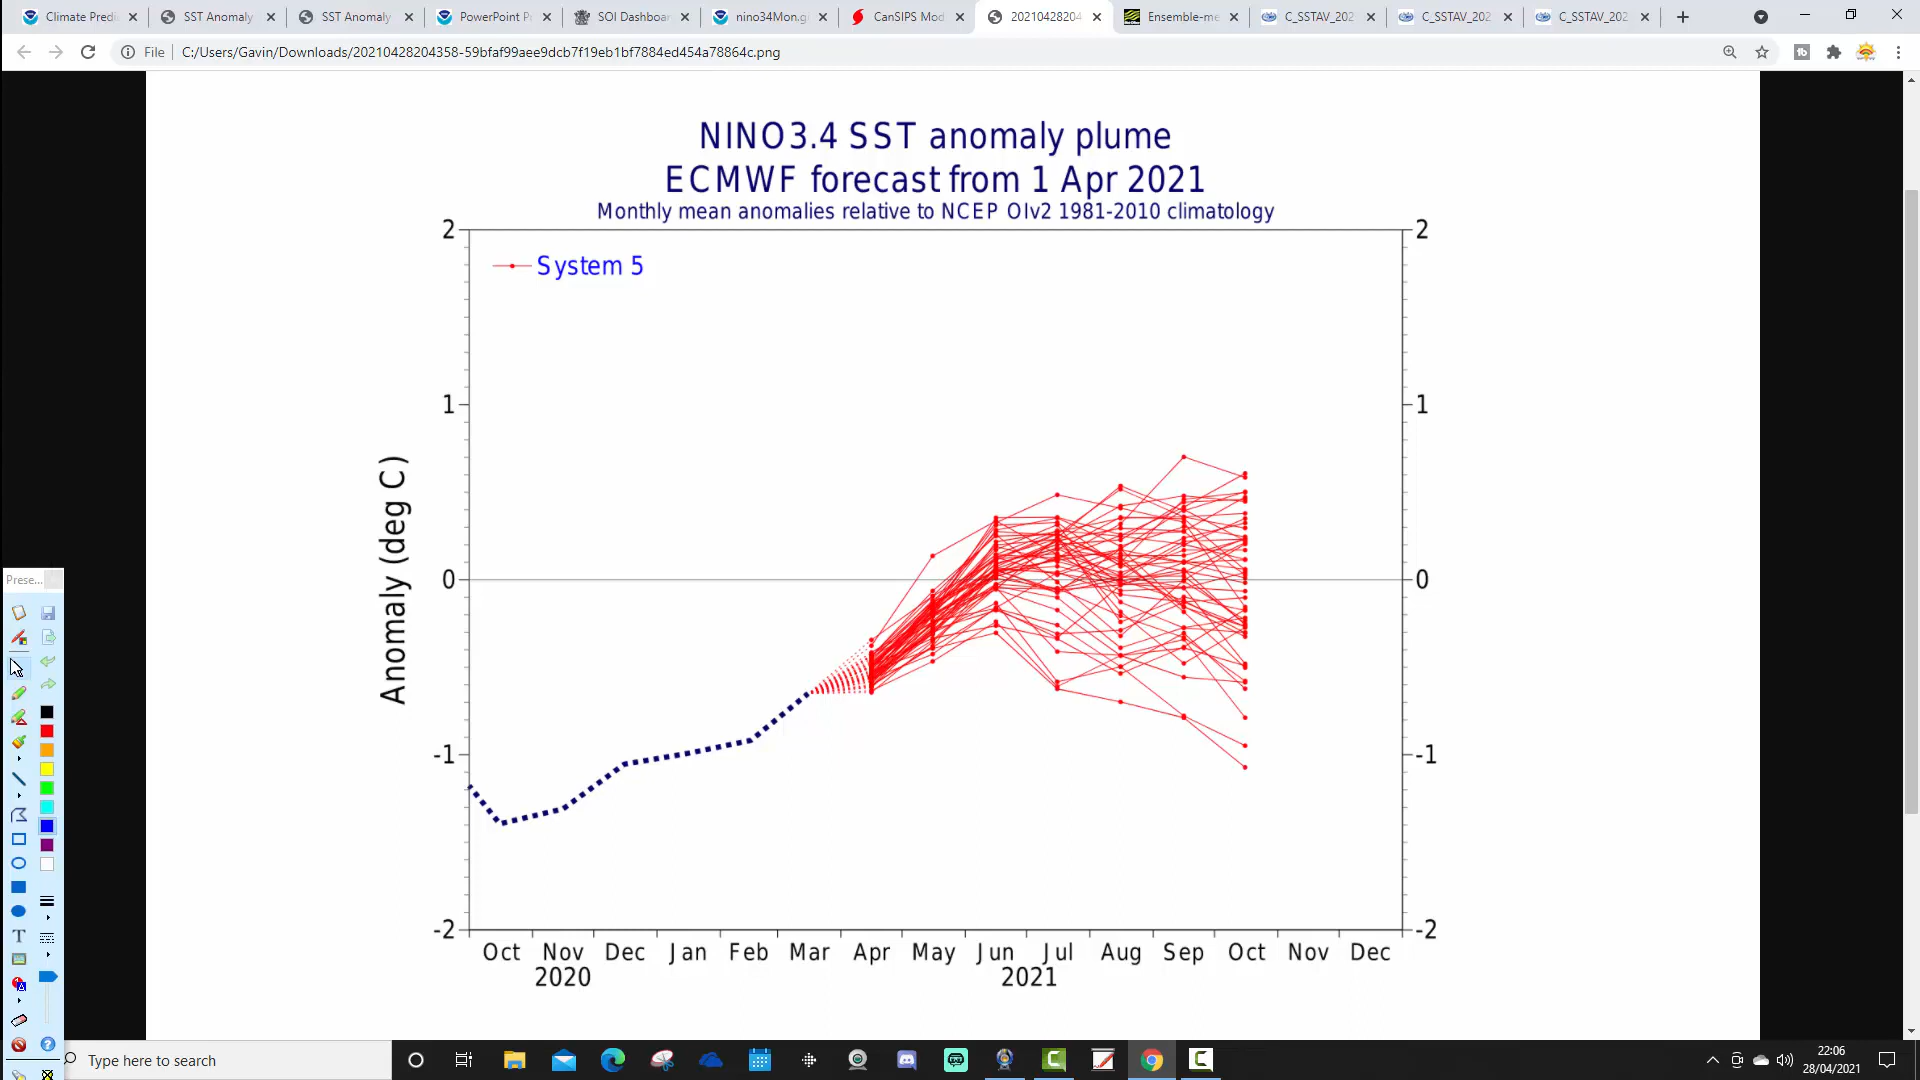 Climate Predi
SST Anomaly
SST Anomaly
PowerPoint P
SOI Dashboa
nino34Mon.g
CanSIPS Mod
2021042820
Ensemble-me
C_SSTAV_202
C_SSTAV_202
C_SSTAV_202
File
C:/Users/Gavin/Downloads/20210428204358-59bfaf99aee9dcb7f19eb1bf7884ed454a78864c.png
NINO3.4 SST anomaly plume
ECMWF forecast from 1 Apr 2021
Monthly mean anomalies relative to NCEP OIv2 1981-2010 climatology
System 5
2
1
0
-1
-2
2
1
0
-1
-2
Anomaly (deg C)
Oct Nov Dec Jan Feb Mar Apr May Jun Jul Aug Sep Oct Nov Dec
2020 2021
Prese...
Type here to search
22:06
28/04/2021